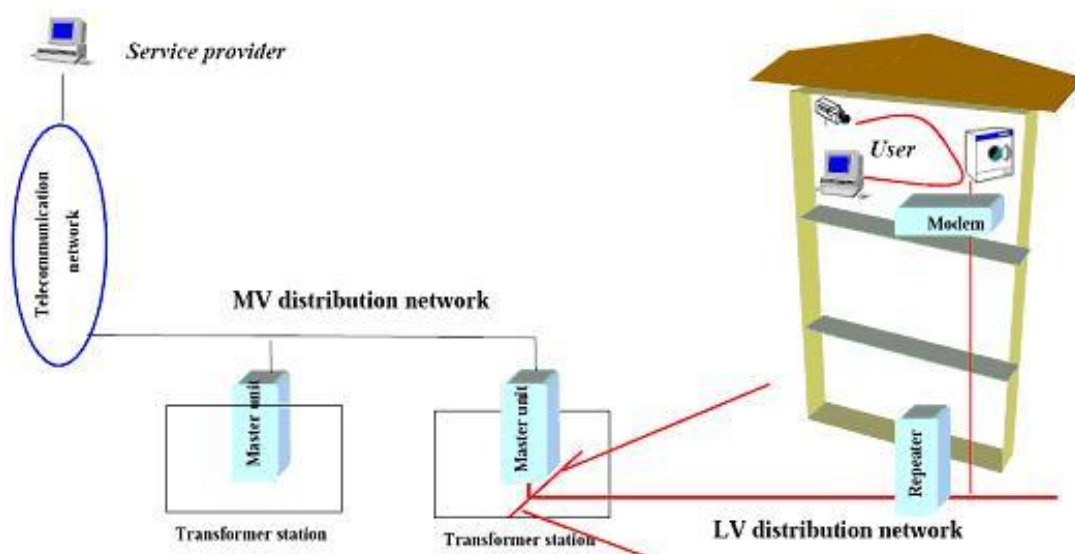 Service provider
User
Modem
Telecommunication
network
MV distribution network
Master unit
Master unit
Repeater
Transformer station
Transformer station
LV distribution network